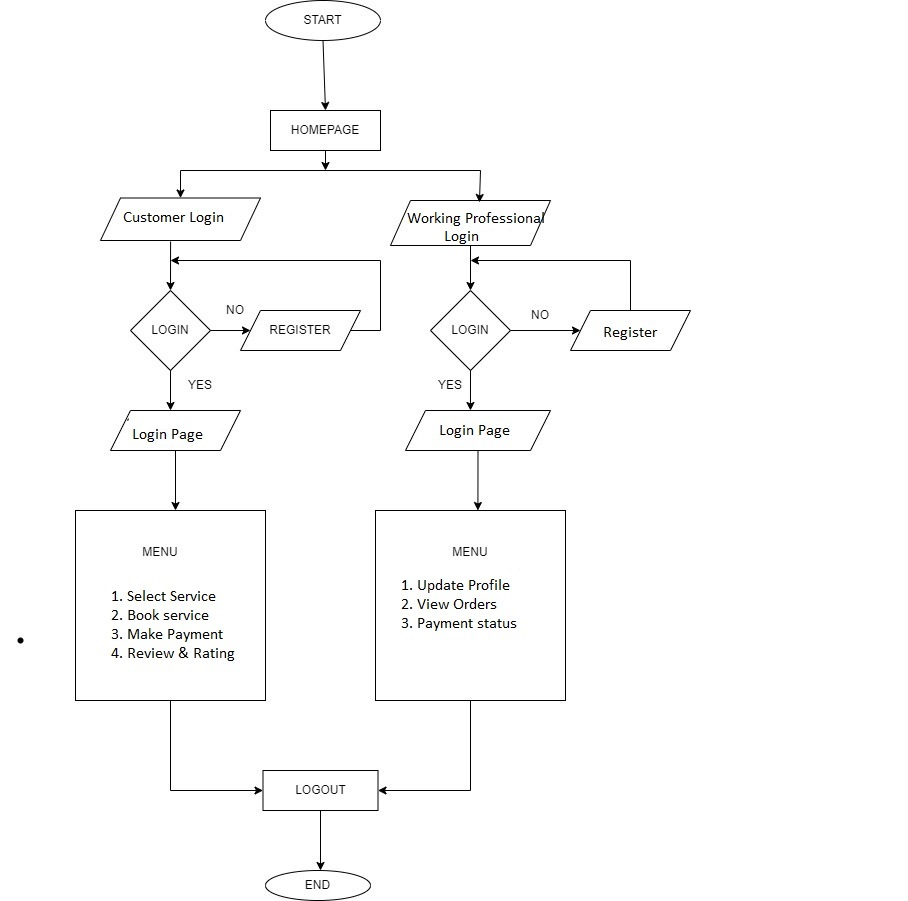 START
HOMEPAGE
Customer Login
Working Professional
Login
LOGIN
NO
REGISTER
LOGIN
NO
Register
YES
YES
Login Page
Login Page
MENU
1. Select Service
2. Book service
3. Make Payment
4. Review & Rating
MENU
1. Update Profile
2. View Orders
3. Payment status
LOGOUT
END